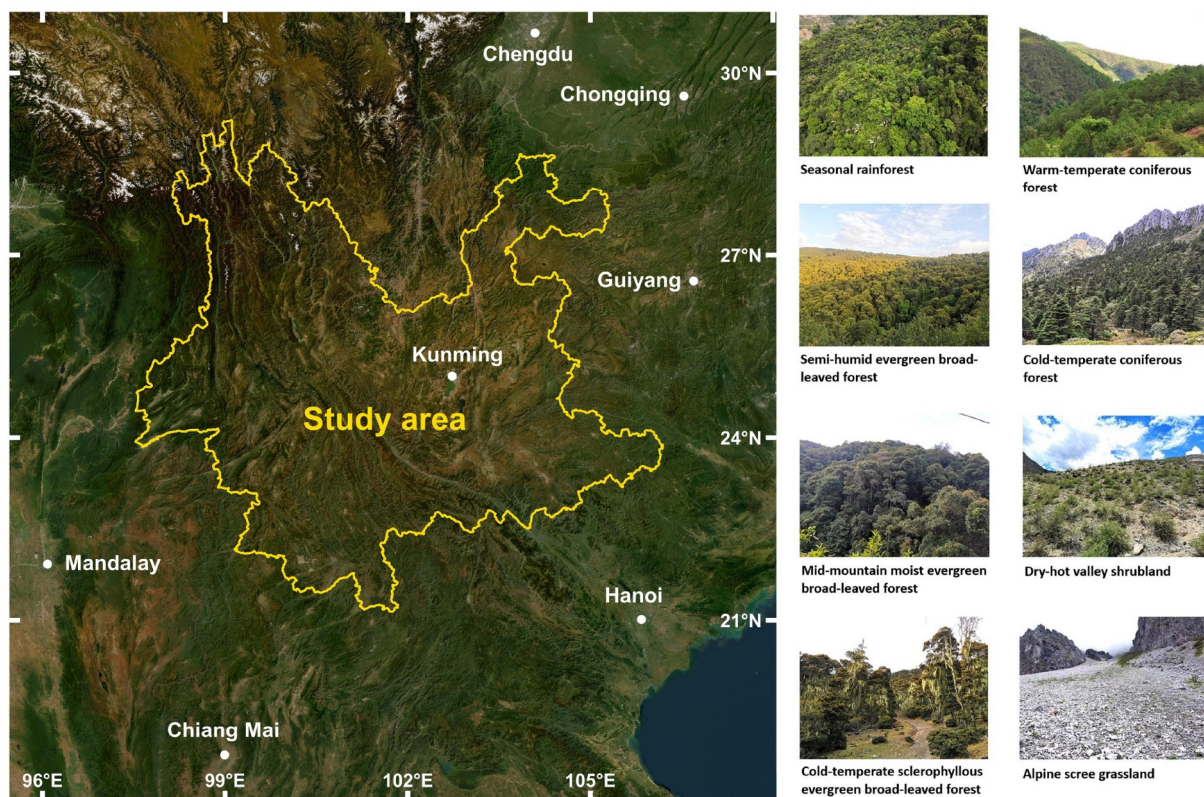 Chengdu
30°N
Chongqing
27°N
Guiyang
Kunming
Study area
24°N
Mandalay
Hanoi
21°N
Chiang Mai
96°E
99°E
102°E
105°E
Seasonal rainforest
Warm-temperate coniferous
forest
Semi-humid evergreen broad-
leaved forest
Cold-temperate coniferous
forest
Mid-mountain moist evergreen
broad-leaved forest
Dry-hot valley shrubland
Cold-temperate sclerophyllous
evergreen broad-leaved forest
Alpine scree grassland